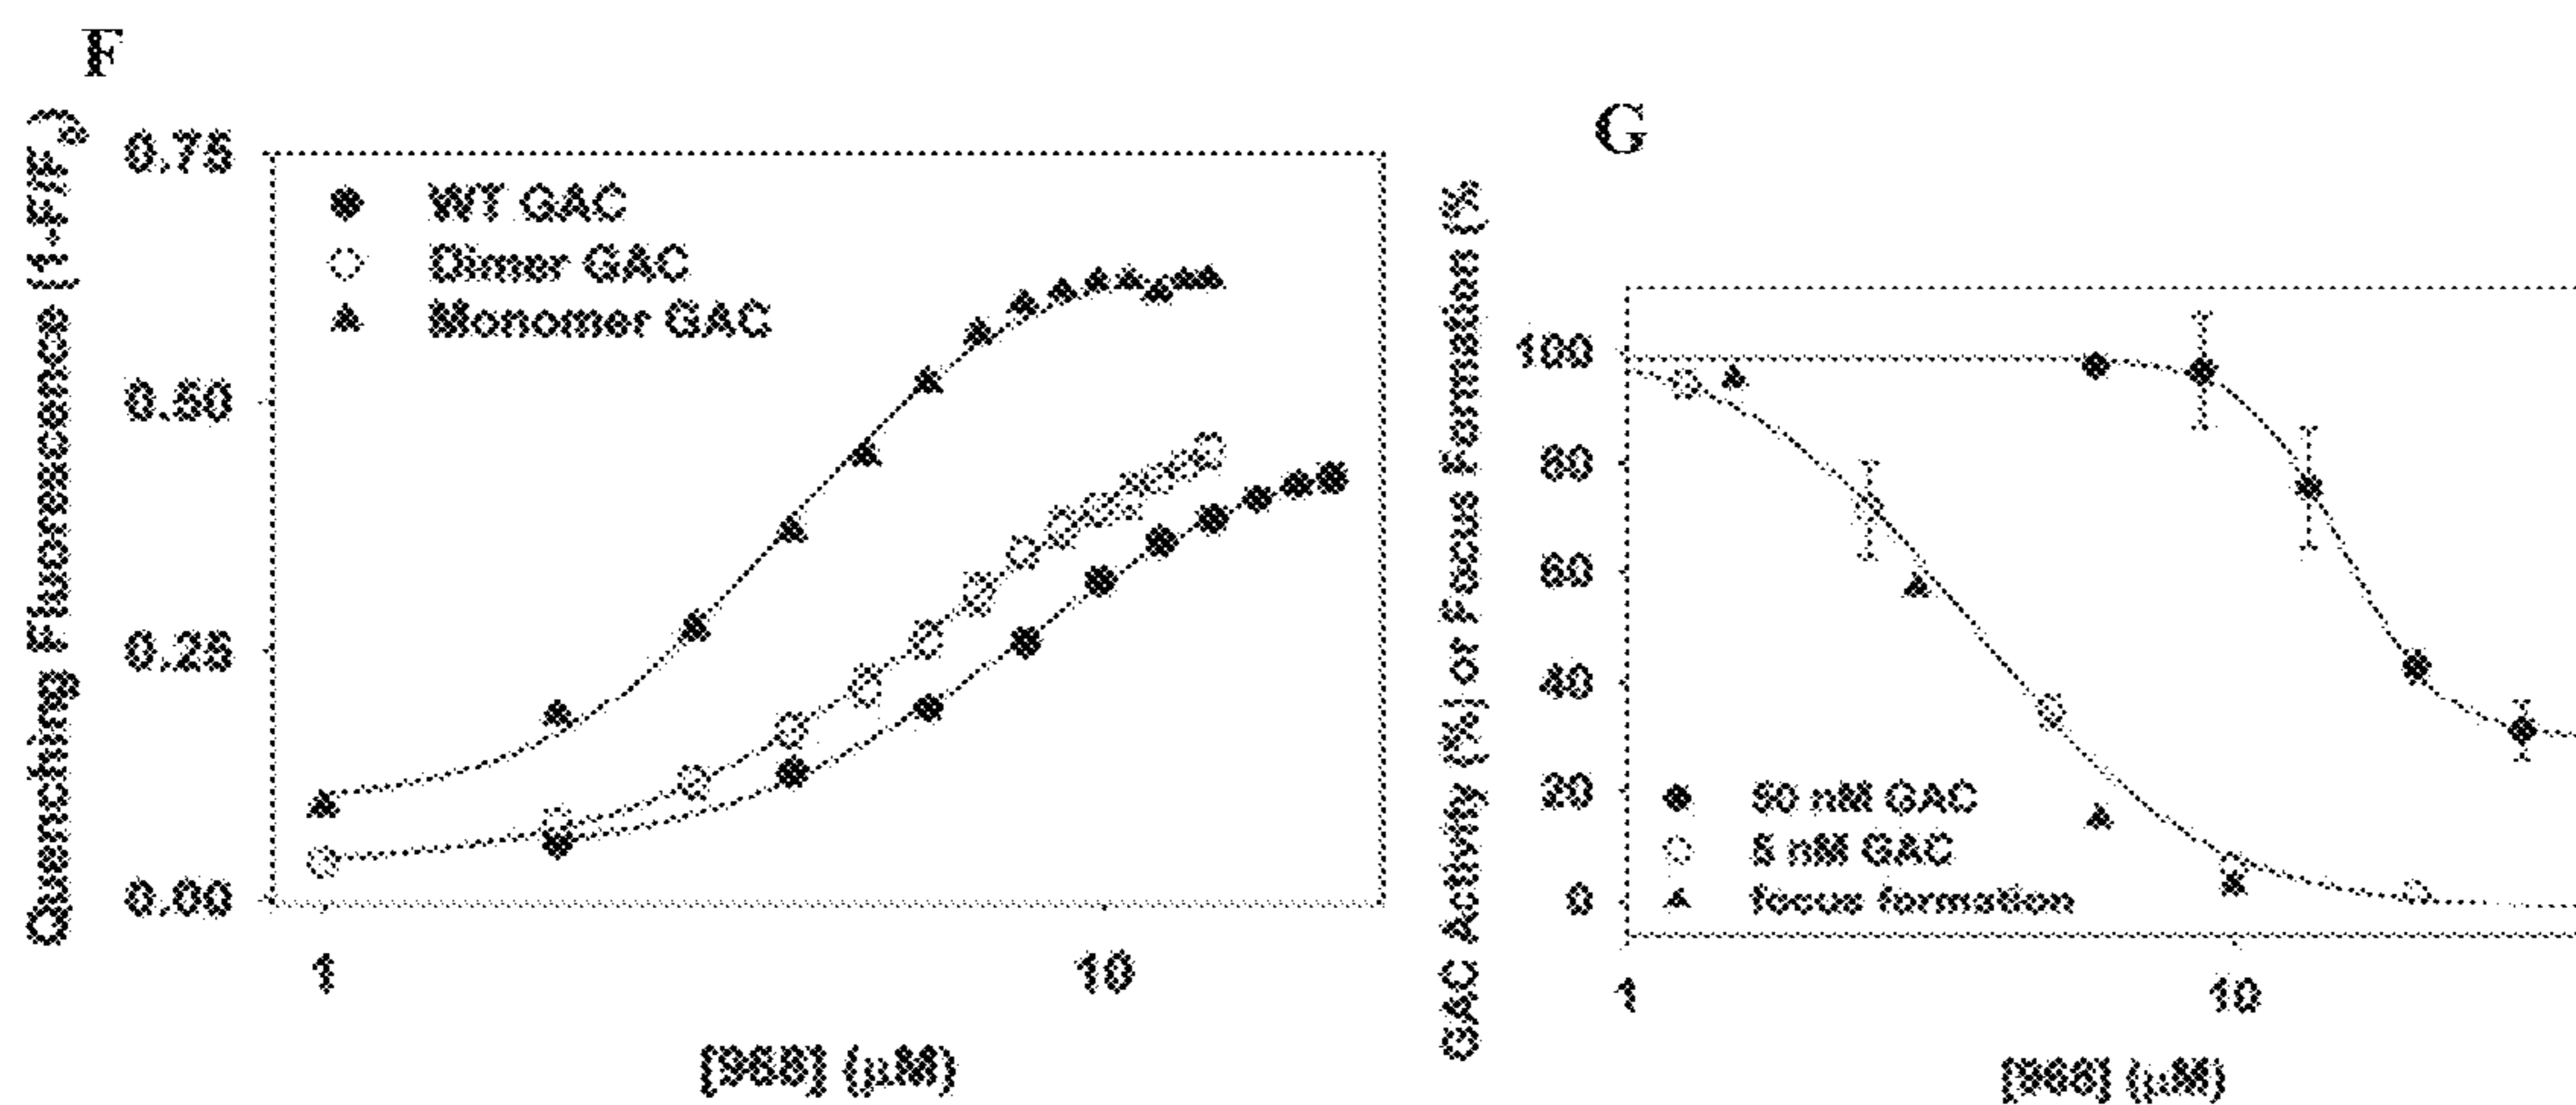 F
Quenching Fluorescence (1-F/F0)
0.75
0.50
0.25
0.00
WT GAC
Dimer GAC
Monomer GAC
1
10
[968] (μM)
G
GAC Activity (%) or Focus Formation (%
100
80
60
40
20
0
50 nM GAC
5 nM GAC
focus formation
1
10
[968] (μM)